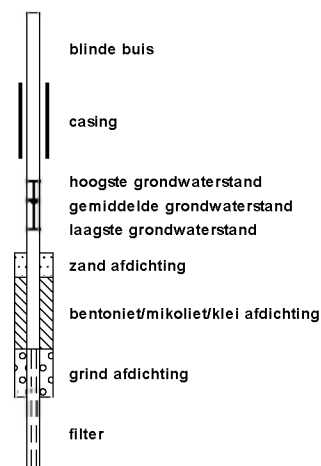 blinde buis
casing
hoogste grondwaterstand
gemiddelde grondwaterstand
laagste grondwaterstand
zand afdichting
bentoniet/mikoliet/klei afdichting
grind afdichting
filter